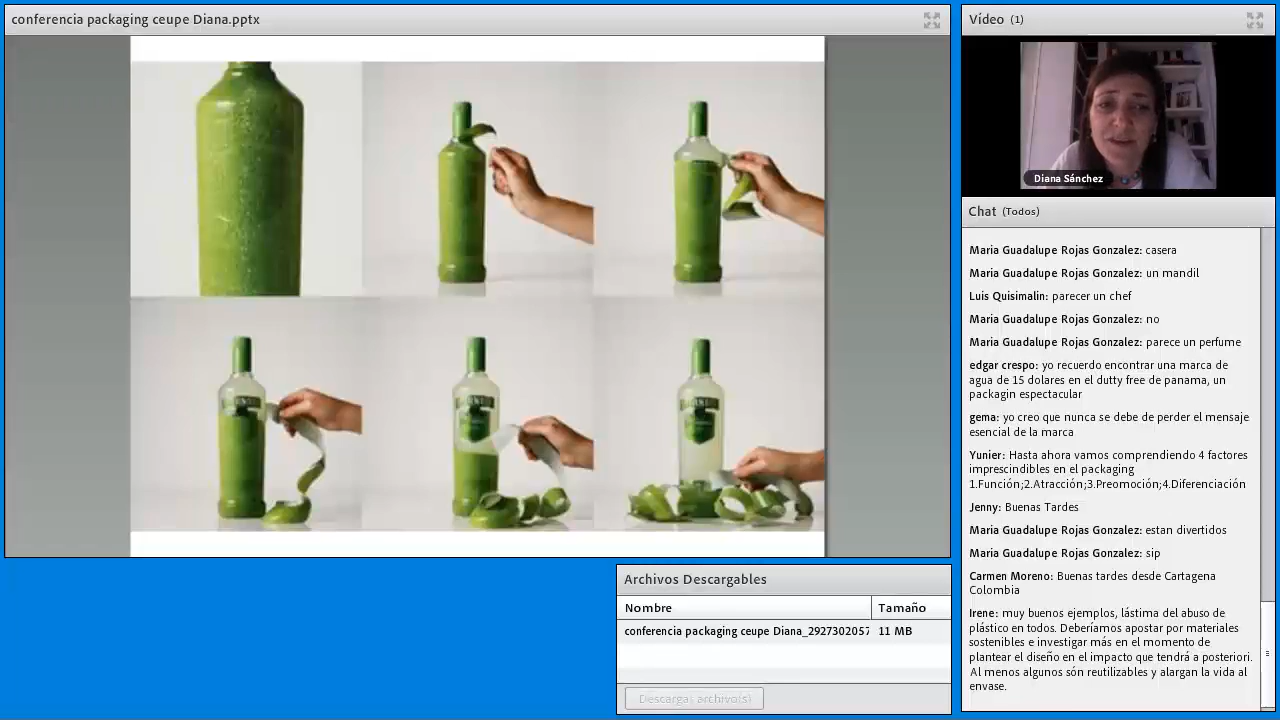 conferencia packaging ceupe Diana.pptx
Vídeo (1)
Diana Sánchez
Chat (Todos)
Maria Guadalupe Rojas Gonzalez: casera
Maria Guadalupe Rojas Gonzalez: un mandil
Luis Quisimalin: parecer un chef
Maria Guadalupe Rojas Gonzalez: no
Maria Guadalupe Rojas Gonzalez: parece un perfume
edgar crespo: yo recuerdo encontrar una marca de
agua de 15 dolares en el dutty free de panama, un
packagin espectacular
gema: yo creo que nunca se debe de perder el mensaje
esencial de la marca
Yunier: Hasta ahora vamos comprendiendo 4 factores
imprescindibles en el packaging
1.Función;2.Atracción;3.Preomoción;4.Diferenciación
Jenny: Buenas Tardes
Maria Guadalupe Rojas Gonzalez: estan divertidos
Maria Guadalupe Rojas Gonzalez: sip
Carmen Moreno: Buenas tardes desde Cartagena
Colombia
Irene: muy buenos ejemplos, lástima del abuso de
plástico en todos. Deberíamos apostar por materiales
sostenibles e investigar más en el momento de
plantear el diseño en el impacto que tendrá a posteriori.
Al menos algunos són reutilizables y alargan la vida al
envase.
Archivos Descargables
Nombre Tamaño
conferencia packaging ceupe Diana_2927302057 11 MB
Descargar archivo(s)